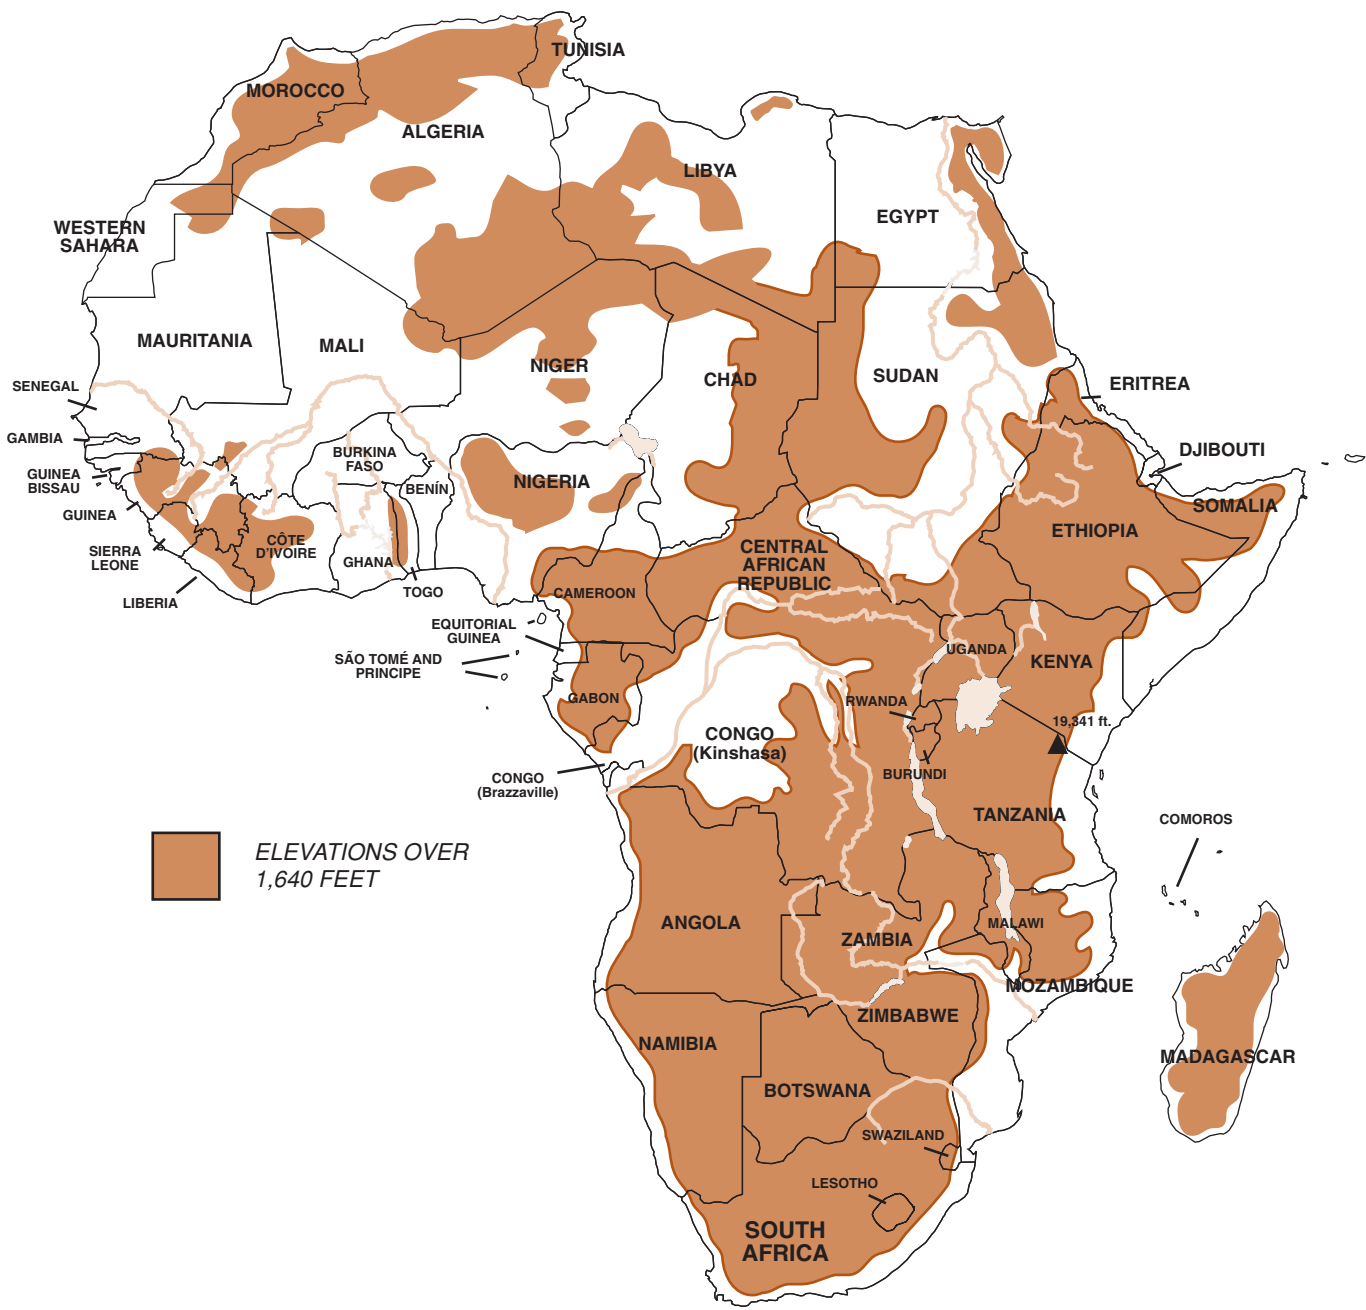 TUNISIA
MOROCCO
ALGERIA
LIBYA
EGYPT
WESTERN
SAHARA
MAURITANIA
MALI
NIGER
CHAD
SUDAN
ERITREA
SENEGAL
GAMBIA
GUINEA
BISSAU
GUINEA
SIERRA
LEONE
LIBERIA
BURKINA
FASO
BENÍN
NIGERIA
DJIBOUTI
SOMALIA
ETHIOPIA
CÔTE
D'IVOIRE
GHANA
TOGO
CENTRAL
AFRICAN
REPUBLIC
CAMEROON
EQUITORIAL
GUINEA
SÃO TOMÉ AND
PRINCIPE
GABON
UGANDA
KENYA
RWANDA
19,341 ft.
CONGO
(Kinshasa)
CONGO
(Brazzaville)
BURUNDI
TANZANIA
COMOROS
ELEVATIONS OVER
1,640 FEET
ANGOLA
ZAMBIA
MALAWI
MOZAMBIQUE
ZIMBABWE
NAMIBIA
MADAGASCAR
BOTSWANA
SWAZILAND
LESOTHO
SOUTH
AFRICA